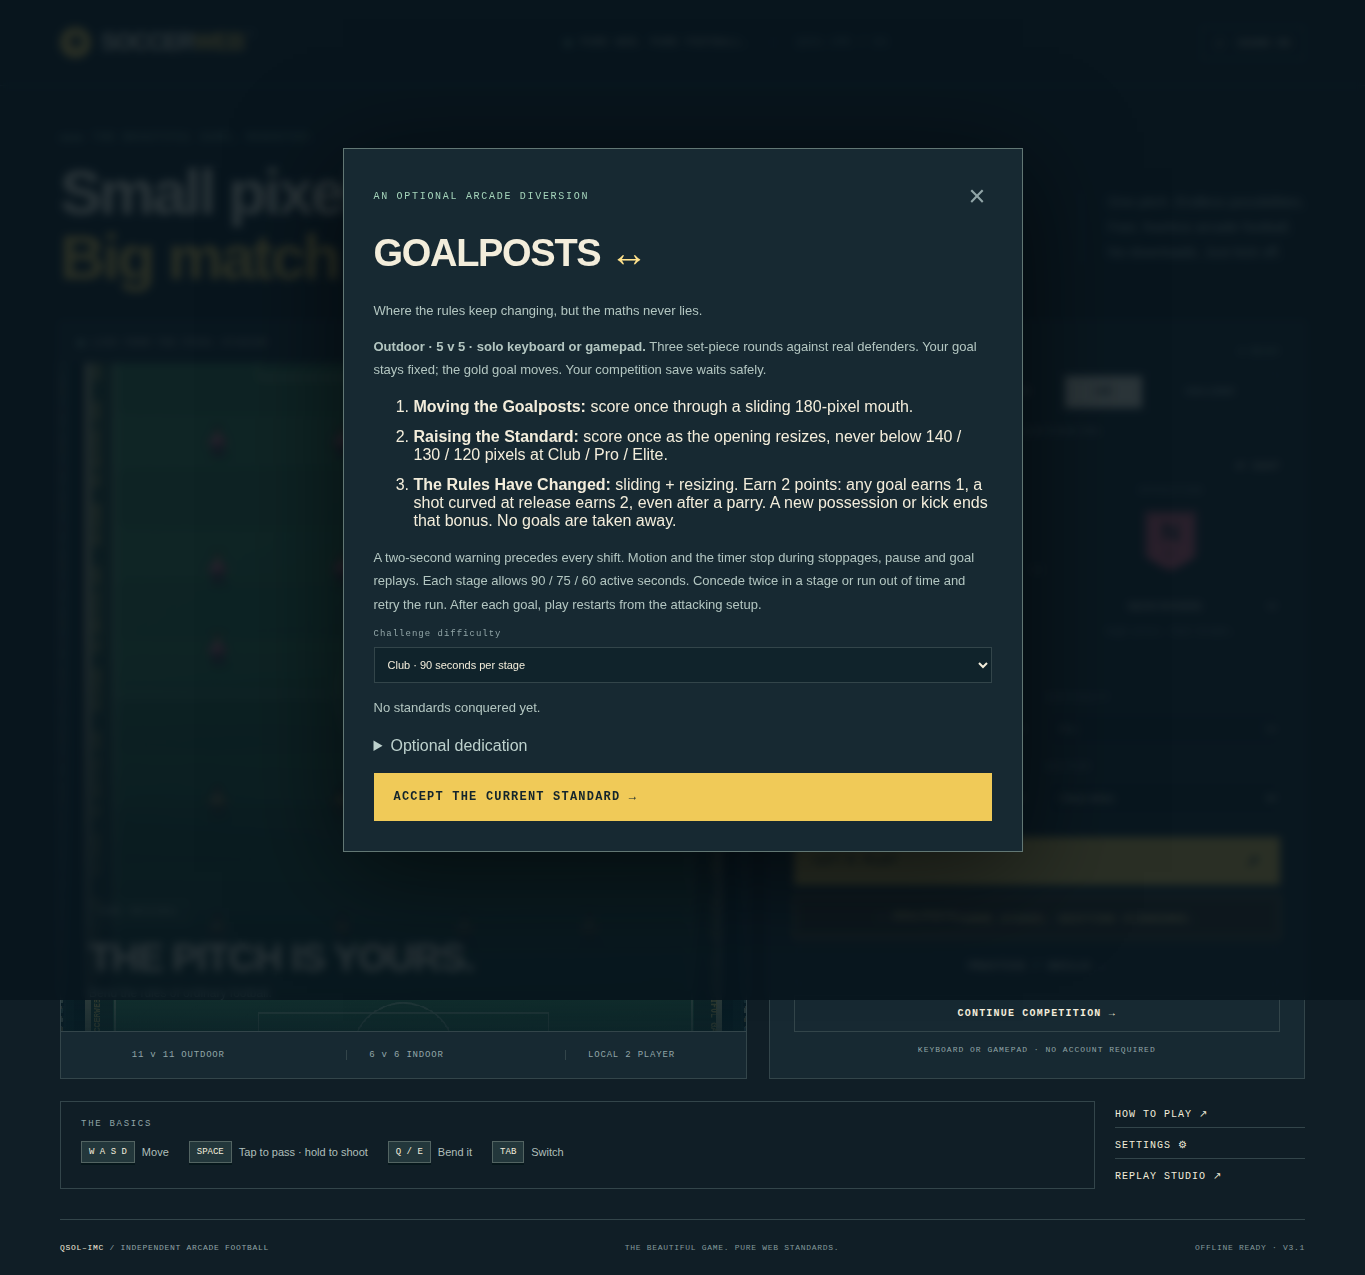 SOCCERWEB
Small pixe
Big match
AN OPTIONAL ARCADE DIVERSION
×
GOALPOSTS ↔
Where the rules keep changing, but the maths never lies.
Outdoor · 5 v 5 · solo keyboard or gamepad. Three set-piece rounds against real defenders. Your goal
stays fixed; the gold goal moves. Your competition save waits safely.
1. Moving the Goalposts: score once through a sliding 180-pixel mouth.
2. Raising the Standard: score once as the opening resizes, never below 140 /
130 / 120 pixels at Club / Pro / Elite.
3. The Rules Have Changed: sliding + resizing. Earn 2 points: any goal earns 1, a
shot curved at release earns 2, even after a parry. A new possession or kick ends
that bonus. No goals are taken away.
A two-second warning precedes every shift. Motion and the timer stop during stoppages, pause and goal
replays. Each stage allows 90 / 75 / 60 active seconds. Concede twice in a stage or run out of time and
retry the run. After each goal, play restarts from the attacking setup.
Challenge difficulty
Club · 90 seconds per stage
No standards conquered yet.
▶ Optional dedication
ACCEPT THE CURRENT STANDARD →
THE PITCH IS YOURS.
CONTINUE COMPETITION →
KEYBOARD OR GAMEPAD · NO ACCOUNT REQUIRED
11 v 11 OUTDOOR
6 v 6 INDOOR
LOCAL 2 PLAYER
THE BASICS
W A S D Move SPACE Tap to pass · hold to shoot Q / E Bend it TAB Switch
HOW TO PLAY ↗
SETTINGS ⚙
REPLAY STUDIO ↗
QSOL-IMC / INDEPENDENT ARCADE FOOTBALL
THE BEAUTIFUL GAME. PURE WEB STANDARDS.
OFFLINE READY · V3.1